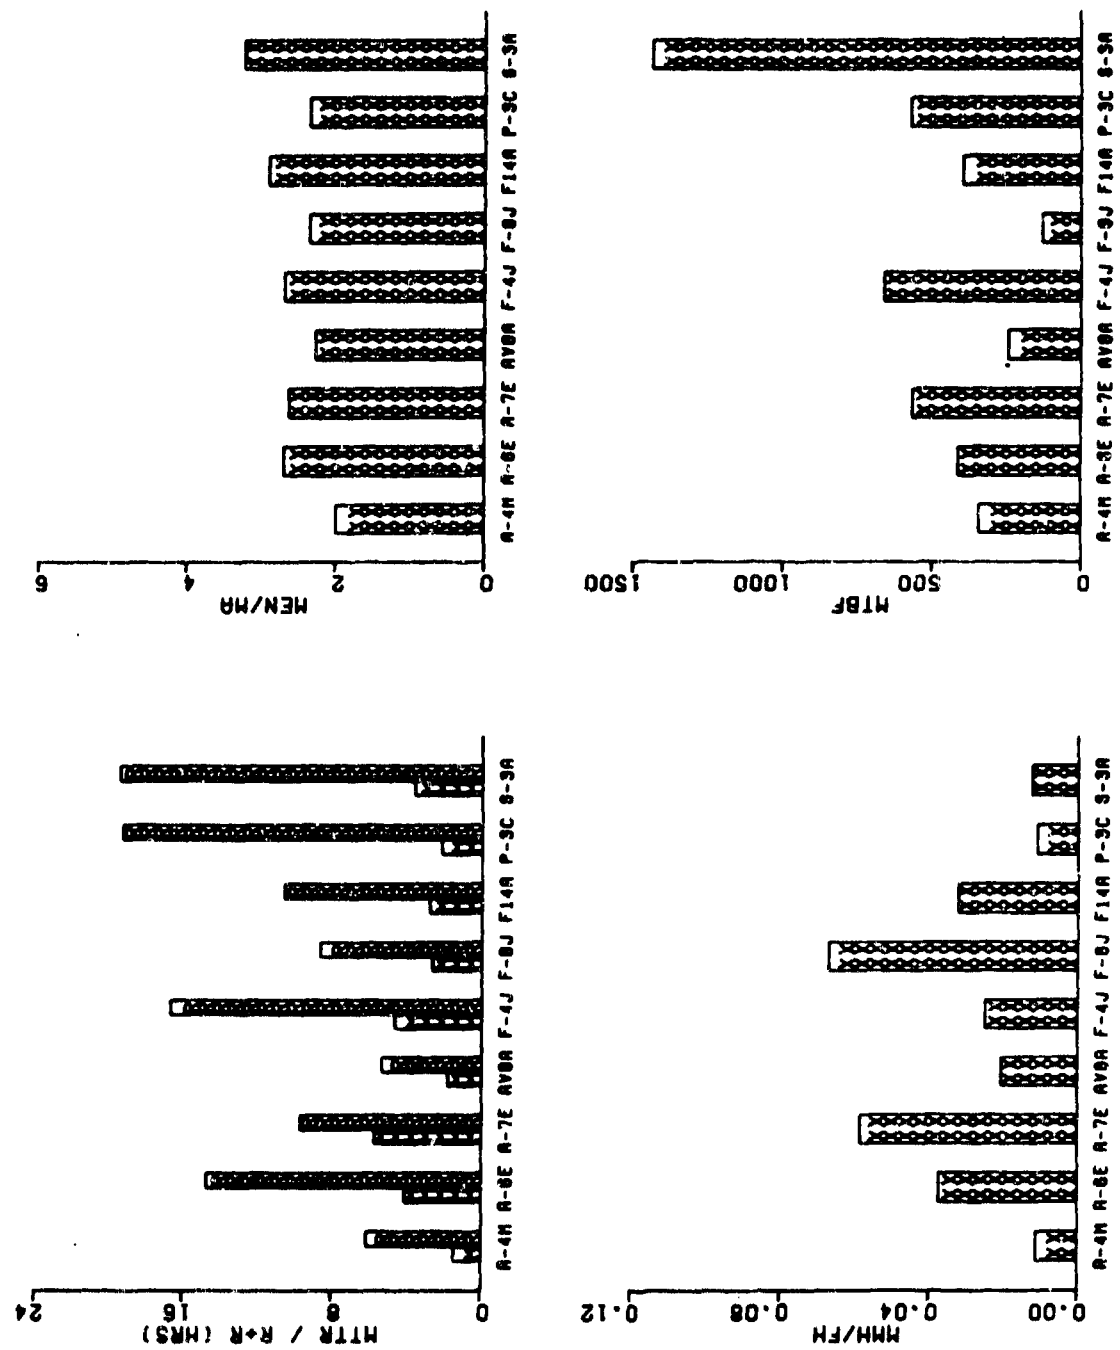 MTTR / R+R (HRS)
24
16
8
0
A-4M A-6E A-7E AV8A F-4J F-8J F14A P-3C S-3A
MEN/MA
6
4
2
0
A-4M A-6E A-7E AV8A F-4J F-8J F14A P-3C S-3A
MMH/FH
0.12
0.08
0.04
0.00
A-4M A-6E A-7E AV8A F-4J F-8J F14A P-3C S-3A
MTBF
1500
1000
500
0
A-4M A-6E A-7E AV8A F-4J F-8J F14A P-3C S-3A